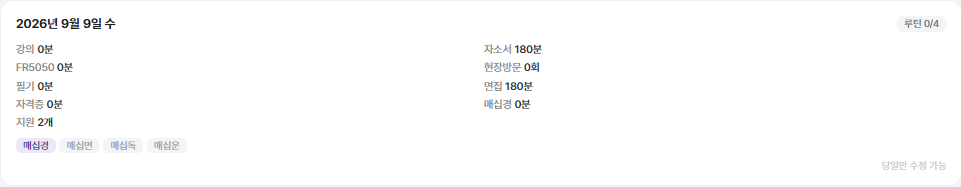 2026년 9월 9일 수
루틴 0/4
강의 0분
자소서 180분
FR5050 0분
현장방문 0회
필기 0분
면접 180분
자격증 0분
매십경 0분
지원 2개
매십경 매십면 매십독 매십운
당일만 수정 가능